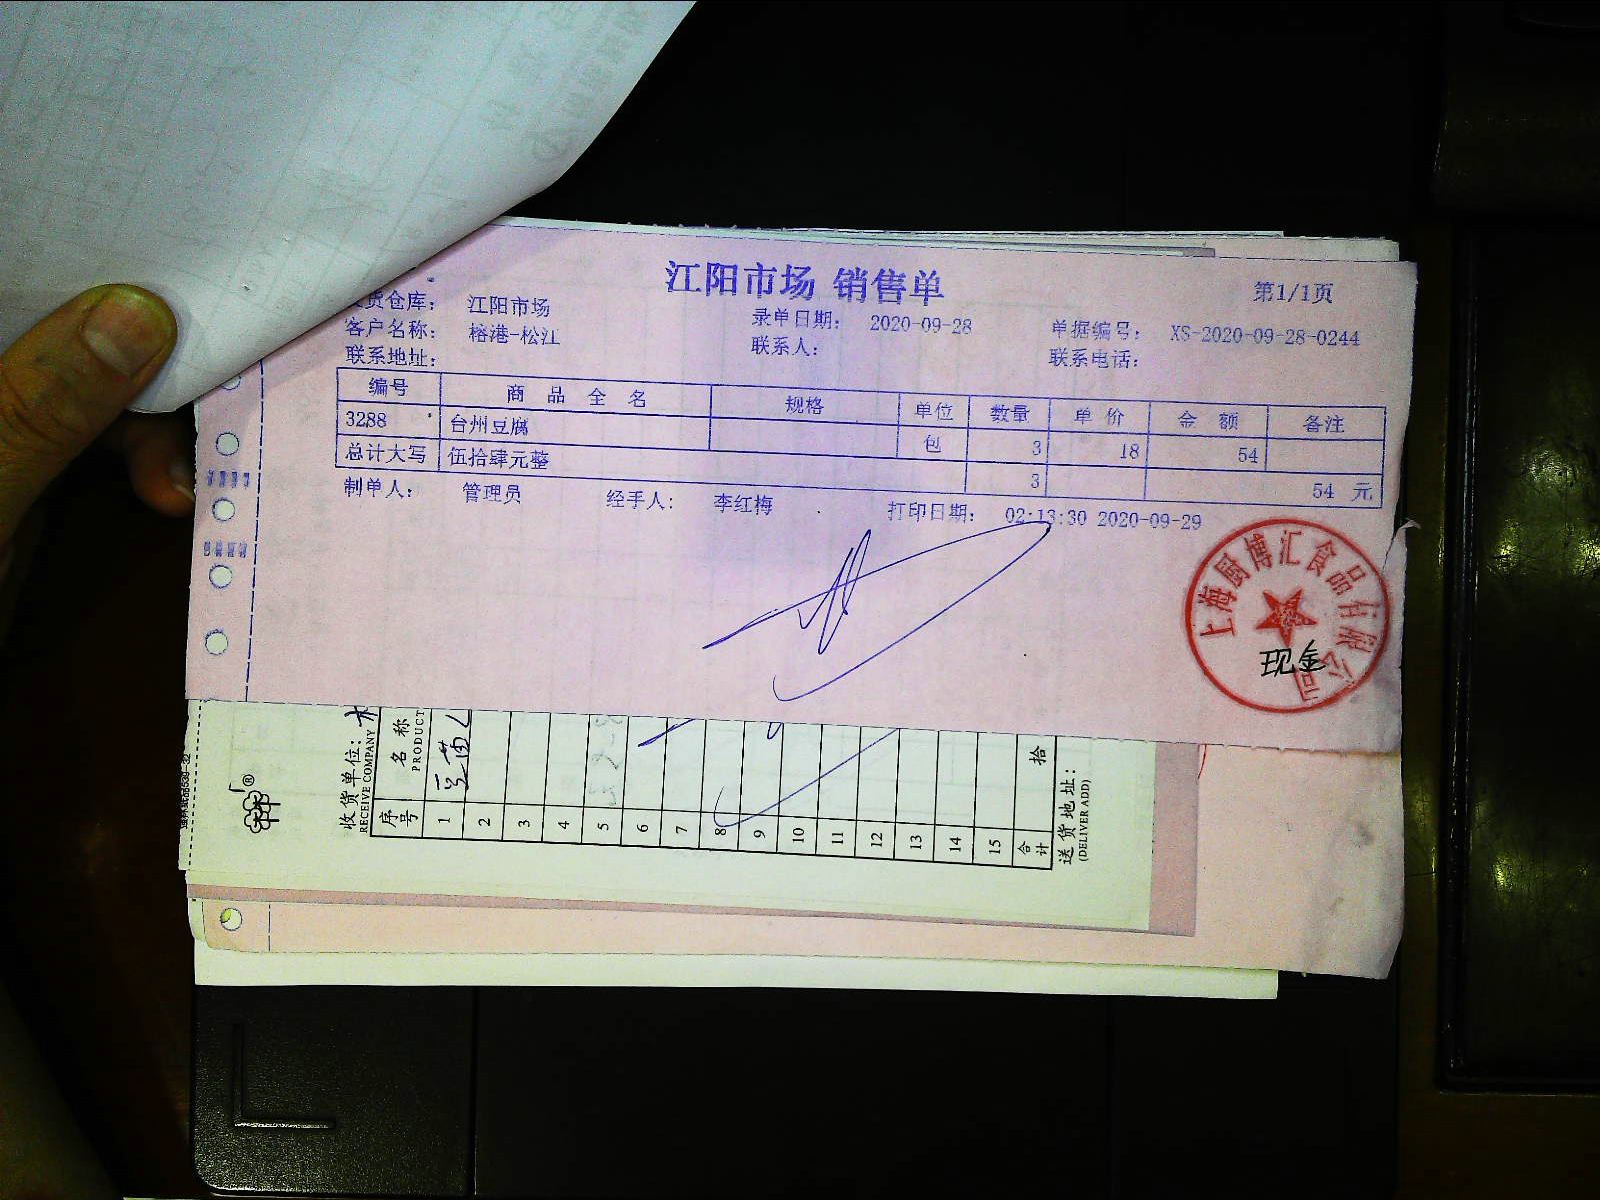 江阳市场 销售单
第1/1页
货仓库： 江阳市场
录单日期： 2020-09-28
单据编号： XS-2020-09-28-0244
客户名称： 榕港-松江
联系人：
联系电话：
联系地址：
编号 商品全名 规格 单位 数量 单价 金额 备注
3288 台州豆腐 包 3 18 54
总计大写 伍拾肆元整 3 54 元
制单人： 管理员 经手人： 李红梅 打印日期： 02:13:30 2020-09-29
上海厨博汇食品有限公司
现金
收货单位：
RECEIVE COMPANY
序号 名称
PRODUCT
1
2
3
4
5
6
7
8
9
10
11
12
13
14
15
合计 拾
送货地址：
(DELIVER ADD)